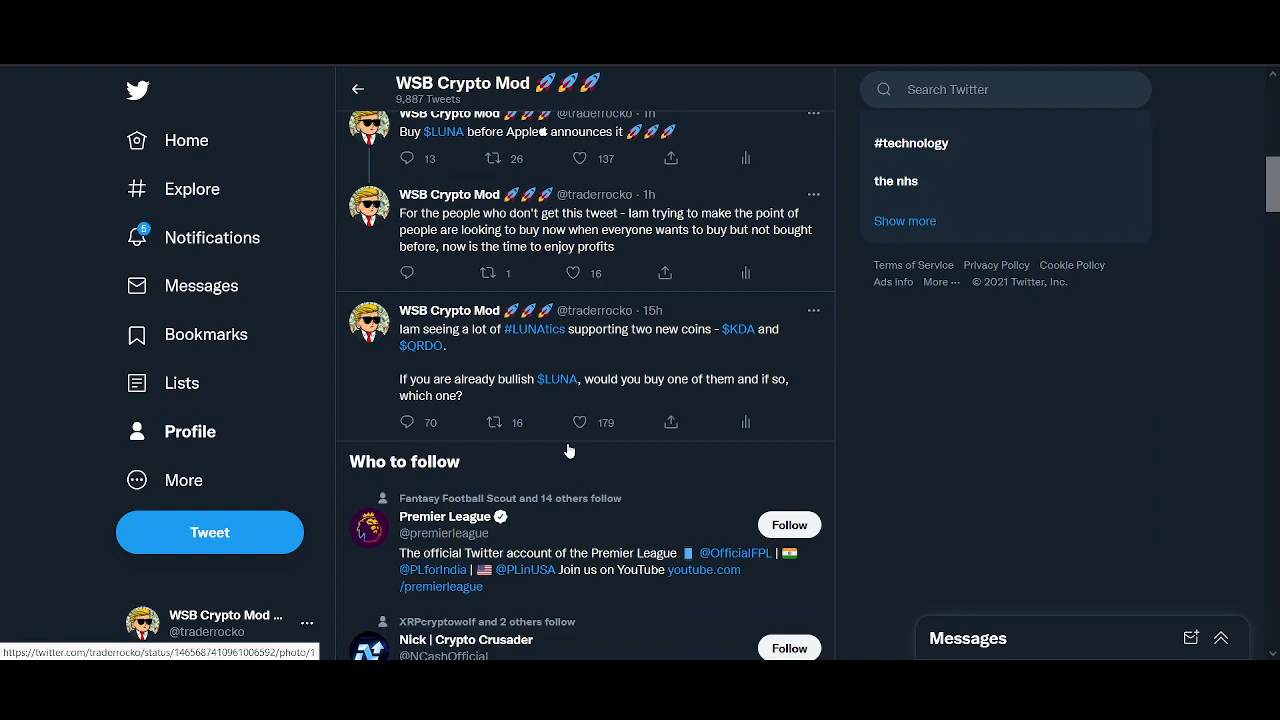 Home
Explore
5
Notifications
Messages
Bookmarks
Lists
Profile
More
Tweet
WSB Crypto Mod ...
@traderrocko
https://twitter.com/traderrocko/status/1465687410961006592/photo/1
WSB Crypto Mod 🚀🚀🚀
9,887 Tweets
WSB Crypto Mod 🚀🚀🚀 @traderrocko · 1h
Buy $LUNA before Apple announces it 🚀🚀🚀
13 26 137
WSB Crypto Mod 🚀🚀🚀 @traderrocko · 1h
For the people who don't get this tweet - Iam trying to make the point of
people are looking to buy now when everyone wants to buy but not bought
before, now is the time to enjoy profits
1 16
WSB Crypto Mod 🚀🚀🚀 @traderrocko · 15h
Iam seeing a lot of #LUNAtics supporting two new coins - $KDA and
$QRDO.
If you are already bullish $LUNA, would you buy one of them and if so,
which one?
70 16 179
Who to follow
Fantasy Football Scout and 14 others follow
Premier League
@premierleague
The official Twitter account of the Premier League @OfficialFPL | 🇮🇳
@PLforIndia | 🇺🇸 @PLinUSA Join us on YouTube youtube.com
/premierleague
Follow
XRPcryptowolf and 2 others follow
Nick | Crypto Crusader
@NCashOfficial
Follow
Search Twitter
#technology
the nhs
Show more
Terms of Service Privacy Policy Cookie Policy
Ads info More ··· © 2021 Twitter, Inc.
Messages